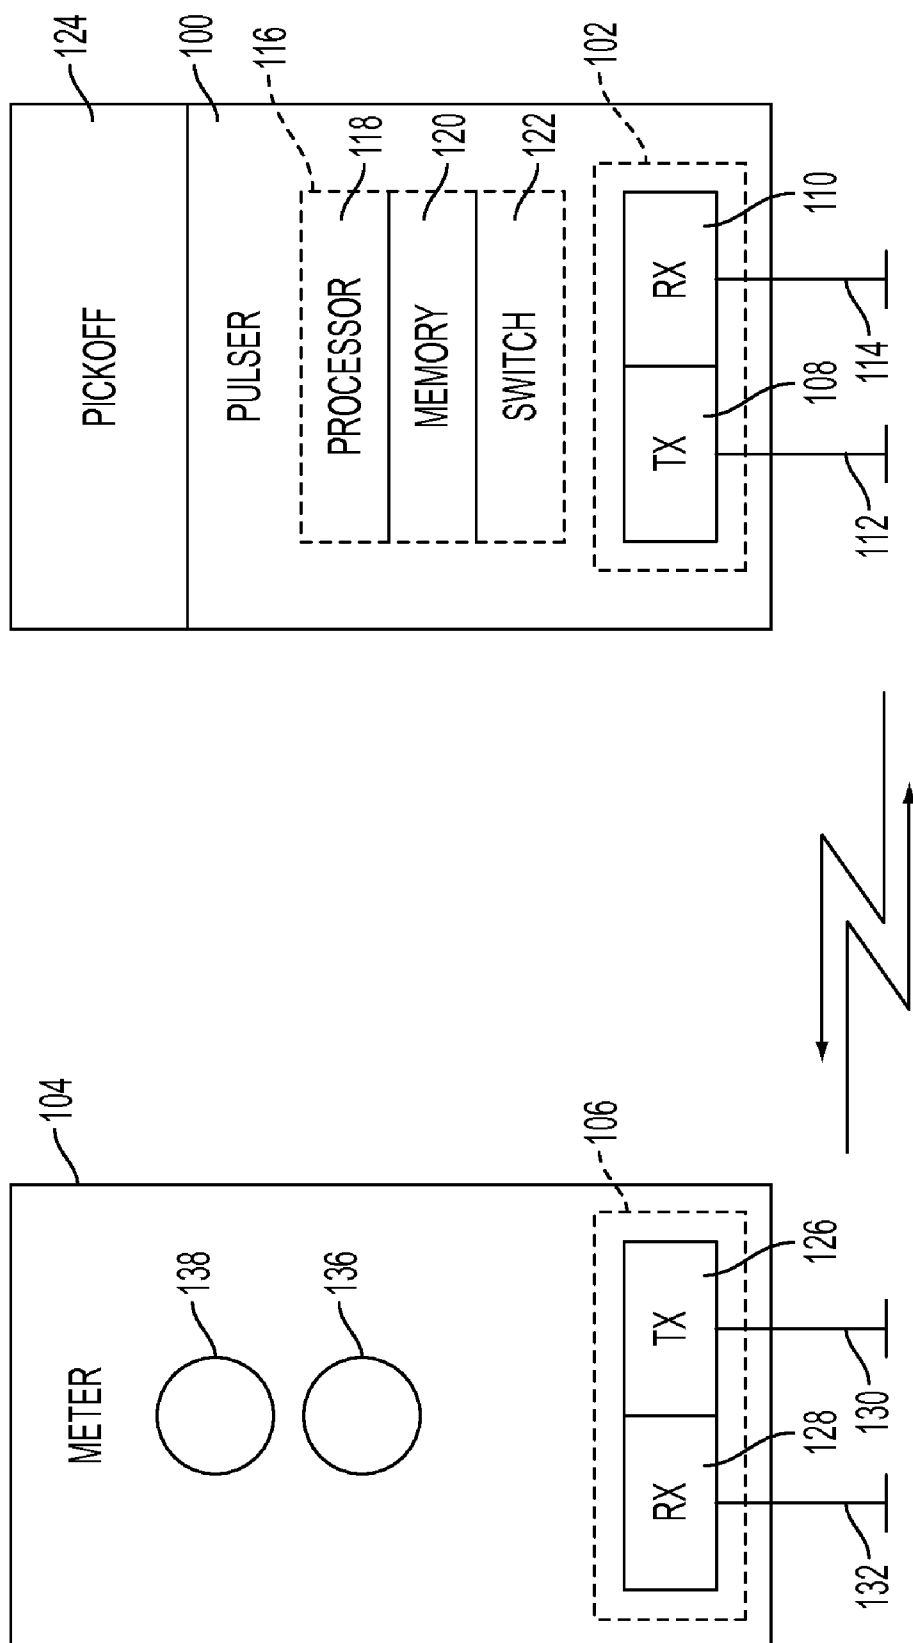 METER
104
138
136
106
RX
TX
128
126
132
130
PICKOFF
124
PULSER
100
116
PROCESSOR
118
MEMORY
120
SWITCH
122
102
TX
RX
108
110
112
114